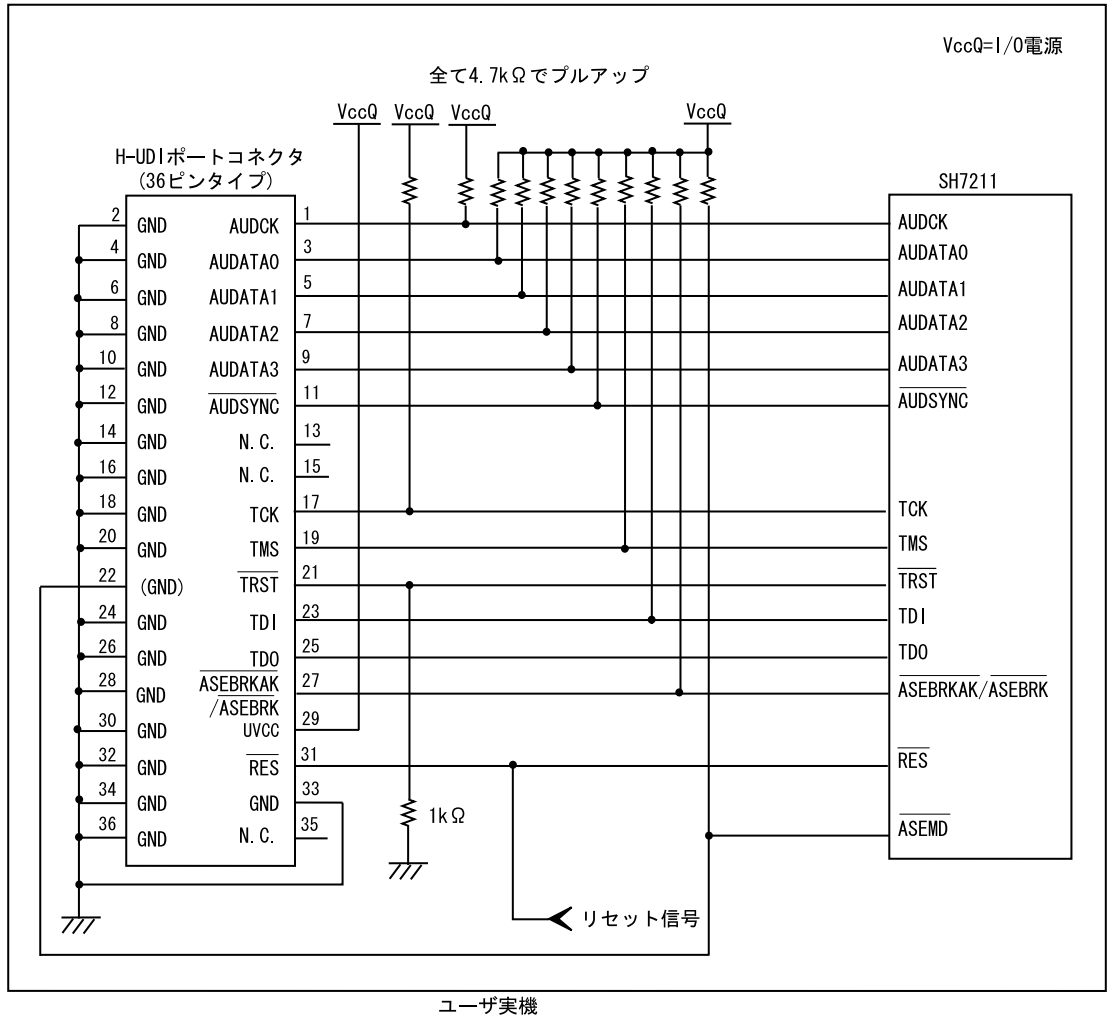 VccQ=I/O電源
全て4.7kΩでプルアップ
VccQ VccQ VccQ VccQ
H-UDIポートコネクタ
(36ピンタイプ)
SH7211
2 GND AUDCK 1 AUDCK
4 GND AUDATA0 3 AUDATA0
6 GND AUDATA1 5 AUDATA1
8 GND AUDATA2 7 AUDATA2
10 GND AUDATA3 9 AUDATA3
12 GND AUDSYNC 11 AUDSYNC
14 GND N.C. 13
16 GND N.C. 15
18 GND TCK 17 TCK
20 GND TMS 19 TMS
22 (GND) TRST 21 TRST
24 GND TDI 23 TDI
26 GND TDO 25 TDO
28 GND ASEBRKAK 27 ASEBRKAK/ASEBRK
/ASEBRK
30 GND UVCC 29
32 GND RES 31 RES
34 GND GND 33
36 GND N.C. 35
1kΩ
ASEMD
リセット信号
ユーザ実機